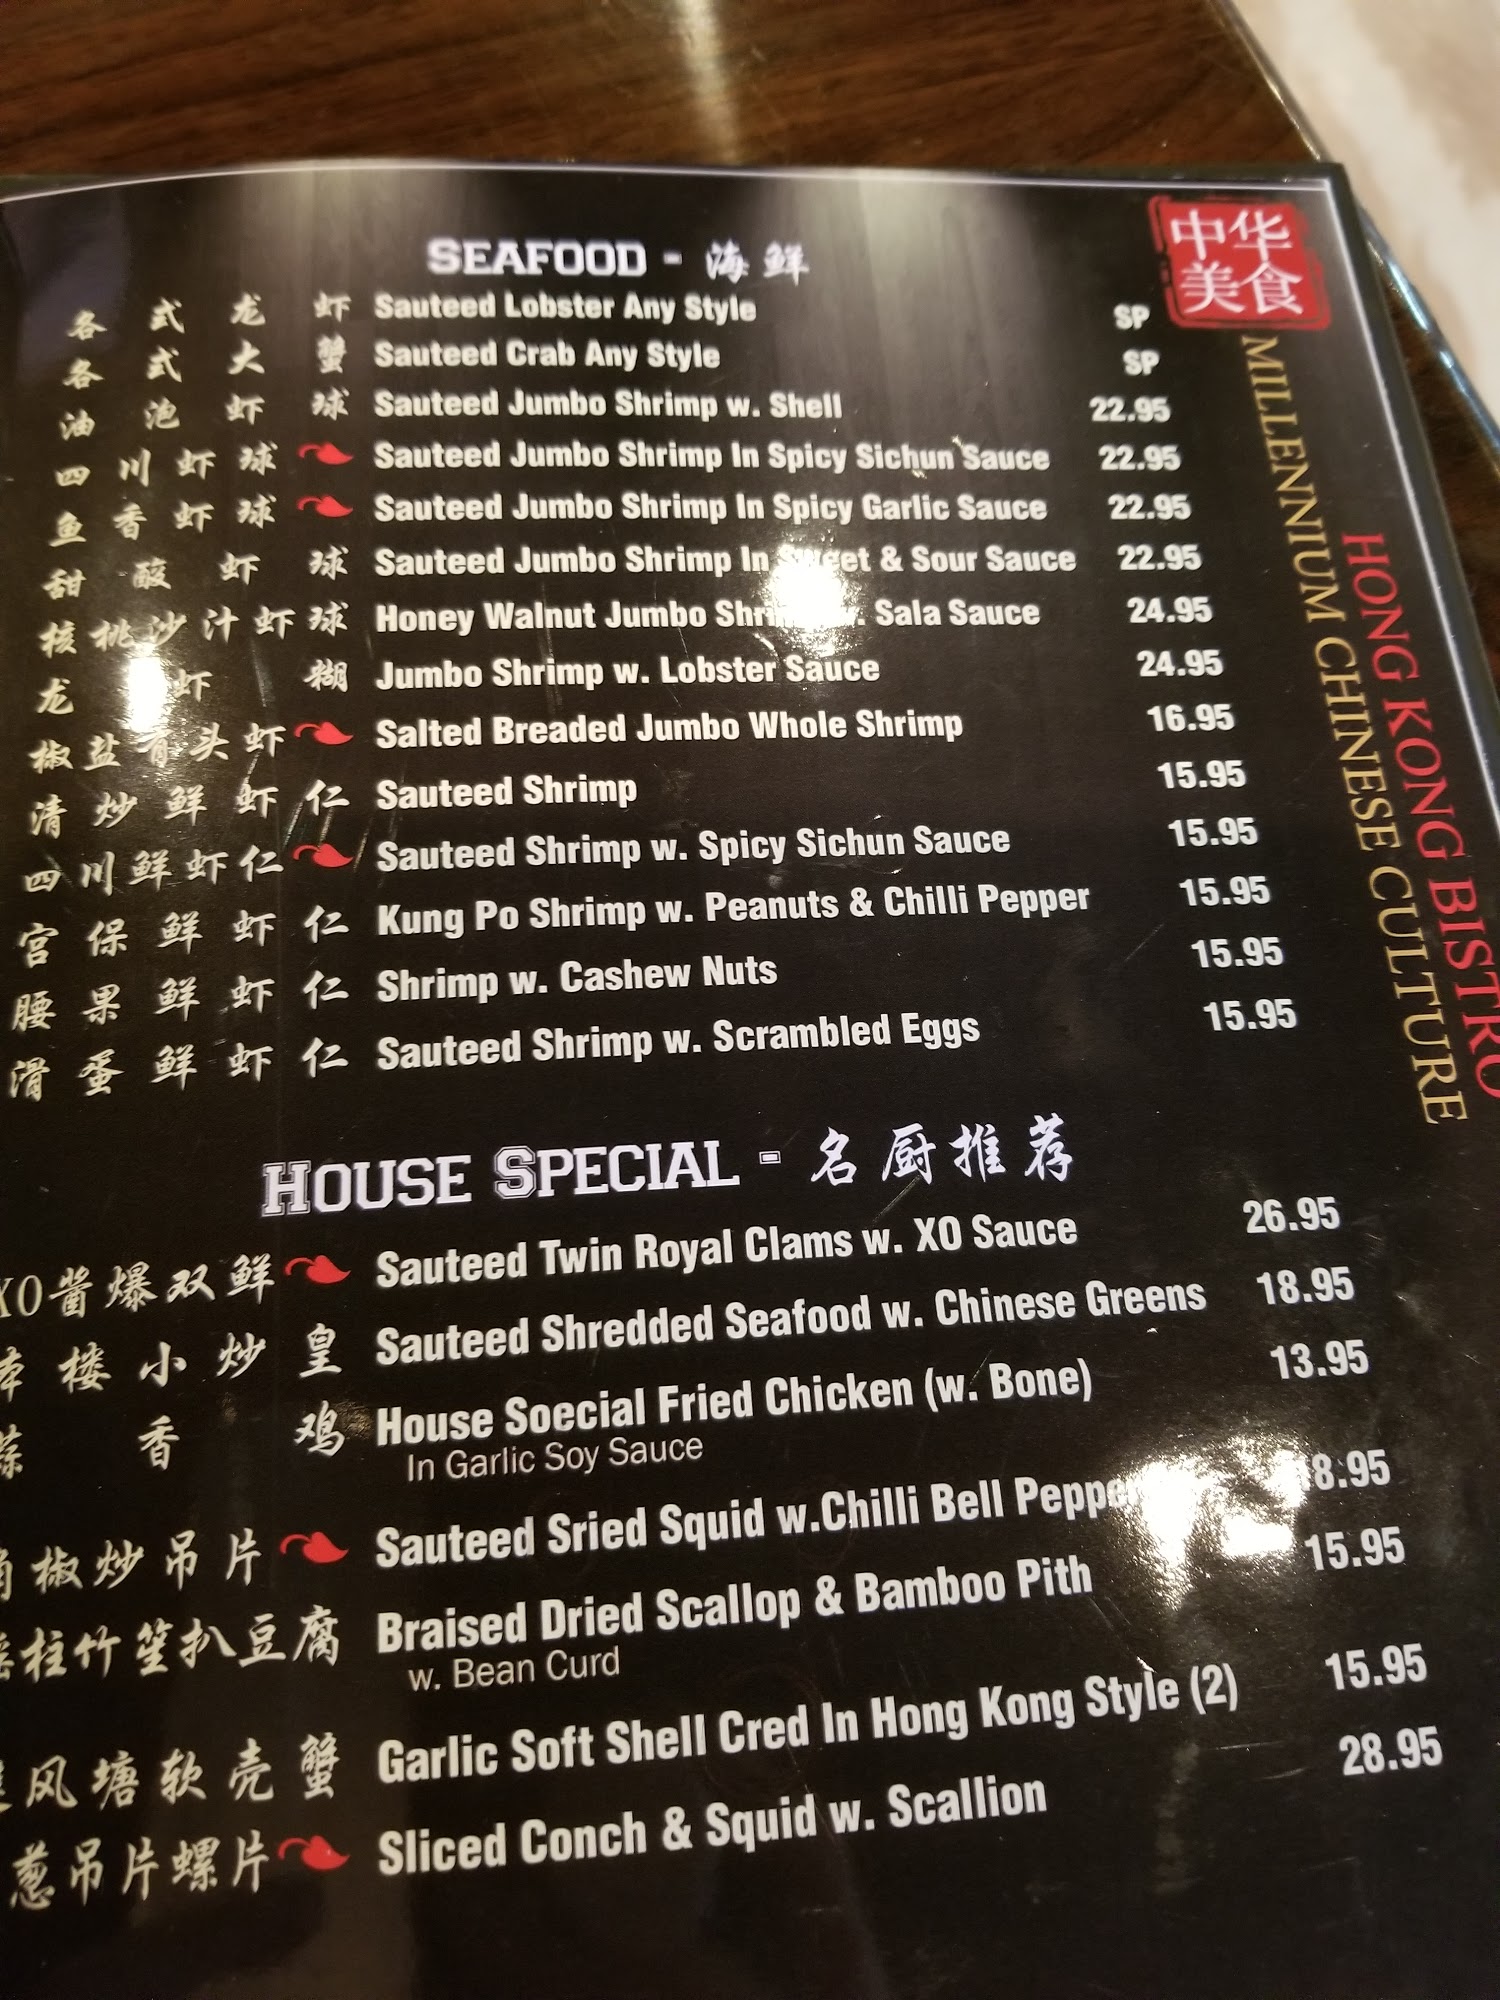 SEAFOOD - 海鲜
各式龙虾 Sauteed Lobster Any Style SP
各式大蟹 Sauteed Crab Any Style SP
油泡虾球 Sauteed Jumbo Shrimp w. Shell 22.95
四川虾球 Sauteed Jumbo Shrimp In Spicy Sichun Sauce 22.95
鱼香虾球 Sauteed Jumbo Shrimp In Spicy Garlic Sauce 22.95
甜酸虾球 Sauteed Jumbo Shrimp In Sweet & Sour Sauce 22.95
核桃沙汁虾球 Honey Walnut Jumbo Shrimp w. Sala Sauce 24.95
龙虾糊 Jumbo Shrimp w. Lobster Sauce 24.95
椒盐有头虾 Salted Breaded Jumbo Whole Shrimp 16.95
清炒鲜虾仁 Sauteed Shrimp 15.95
四川鲜虾仁 Sauteed Shrimp w. Spicy Sichun Sauce 15.95
宫保鲜虾仁 Kung Po Shrimp w. Peanuts & Chilli Pepper 15.95
腰果鲜虾仁 Shrimp w. Cashew Nuts 15.95
滑蛋鲜虾仁 Sauteed Shrimp w. Scrambled Eggs 15.95
HOUSE SPECIAL - 名厨推荐
XO酱爆双鲜 Sauteed Twin Royal Clams w. XO Sauce 26.95
楼小炒皇 Sauteed Shredded Seafood w. Chinese Greens 18.95
香鸡 House Soecial Fried Chicken (w. Bone) 13.95
In Garlic Soy Sauce
椒炒吊片 Sauteed Sried Squid w.Chilli Bell Pepper 8.95
柱竹笙扒豆腐 Braised Dried Scallop & Bamboo Pith 15.95
w. Bean Curd
风塘软壳蟹 Garlic Soft Shell Cred In Hong Kong Style (2) 15.95
葱吊片螺片 Sliced Conch & Squid w. Scallion 28.95
中华
美食
MILLENNIUM CHINESE CULTURE
HONG KONG BISTRO